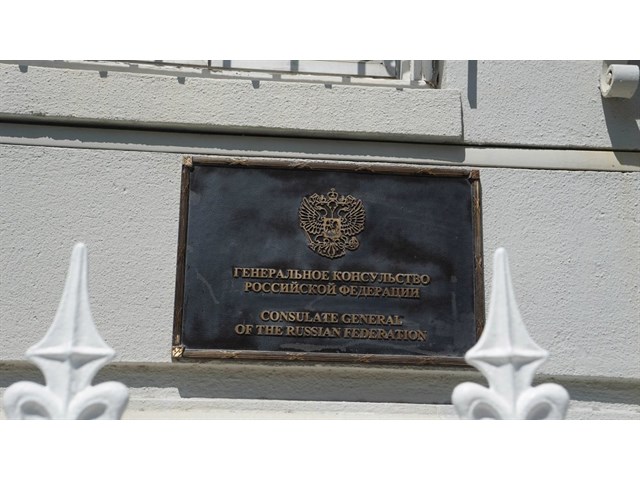 ГЕНЕРАЛЬНОЕ КОНСУЛЬСТВО
РОССИЙСКОЙ ФЕДЕРАЦИИ
CONSULATE GENERAL
OF THE RUSSIAN FEDERATION